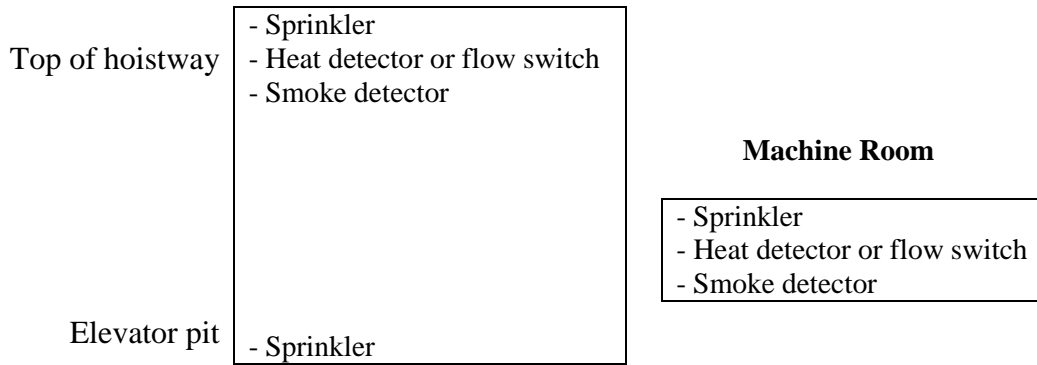 Top of hoistway
- Sprinkler
- Heat detector or flow switch
- Smoke detector
Machine Room
- Sprinkler
- Heat detector or flow switch
- Smoke detector
Elevator pit
- Sprinkler